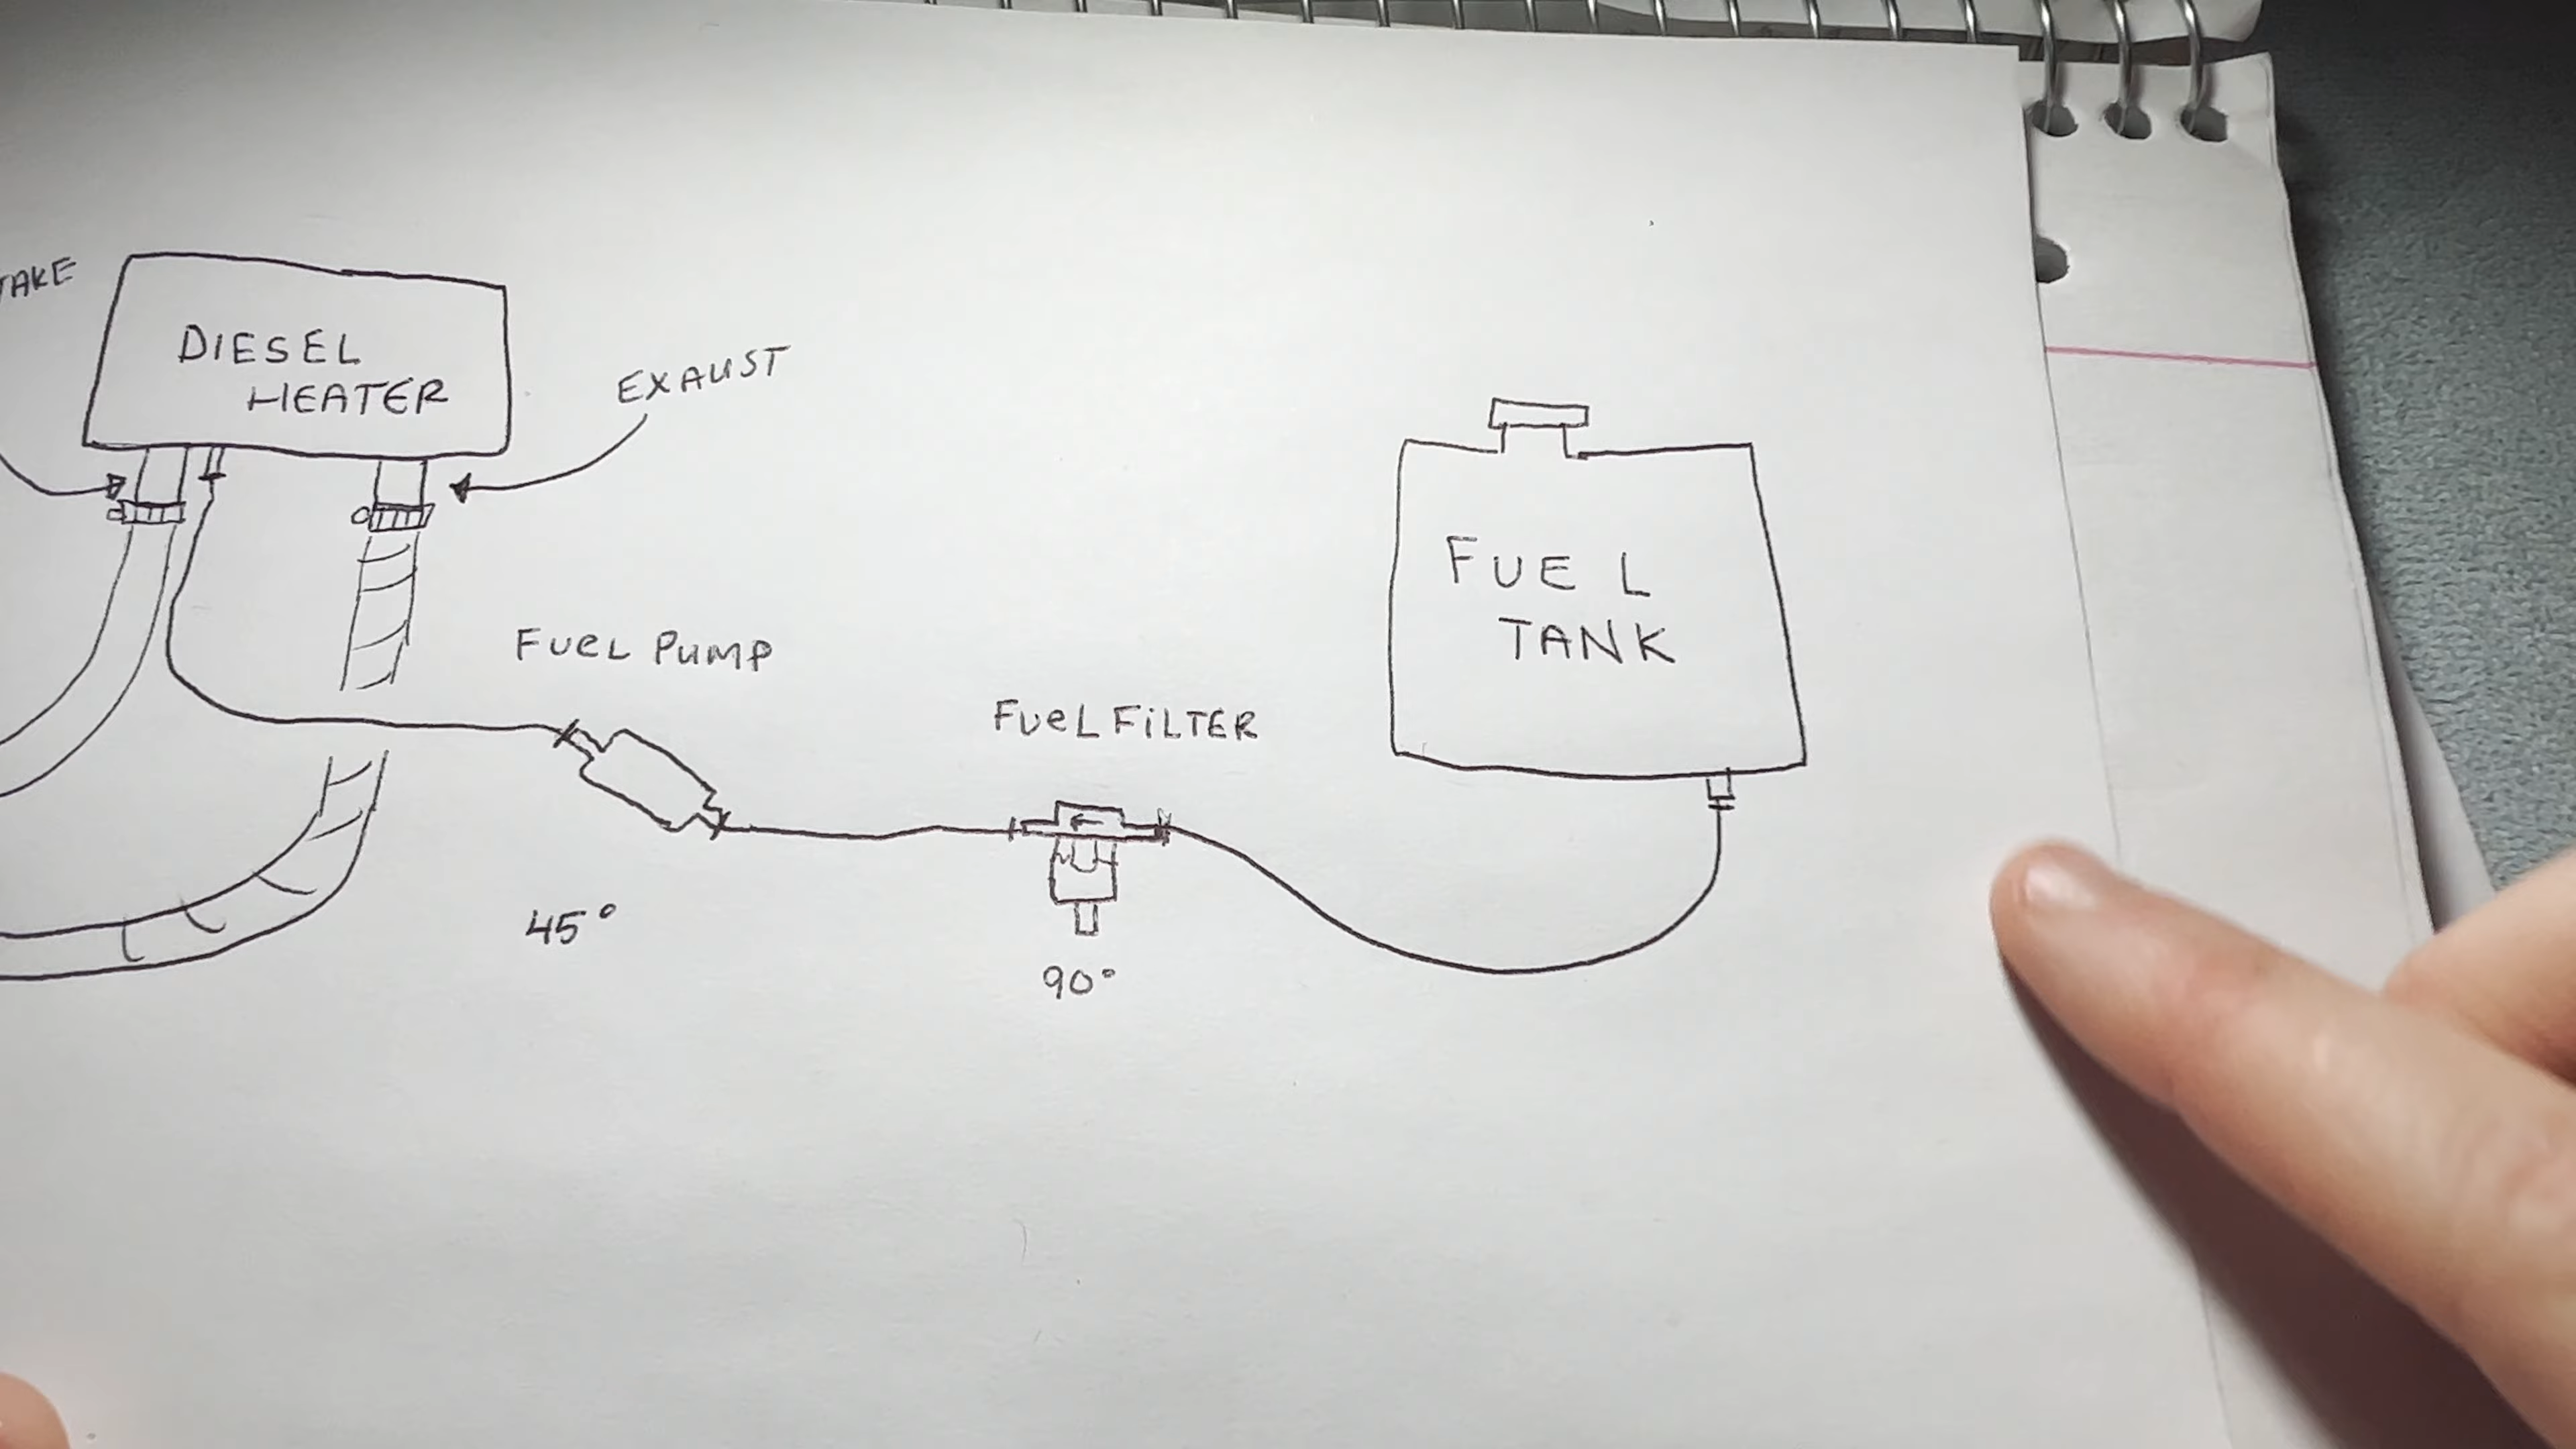 TAKE
DIESEL
HEATER
EXAUST
FUEL PUMP
FUEL FILTER
FUEL
TANK
45°
90°